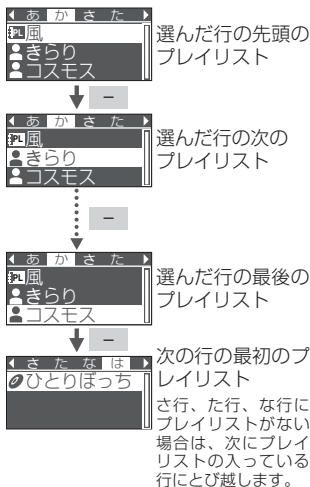 あ か さ た
PL 風
きらり
コスモス
選んだ行の先頭の
プレイリスト
−
あ か さ た
PL 風
きらり
コスモス
選んだ行の次の
プレイリスト
−
あ か さ た
PL 風
きらり
コスモス
選んだ行の最後の
プレイリスト
−
さ た な は
ひとりぼっち
次の行の最初のプ
レイリスト
さ行、た行、な行に
プレイリストがない
場合は、次にプレイ
リストの入っている
行にとび越します。